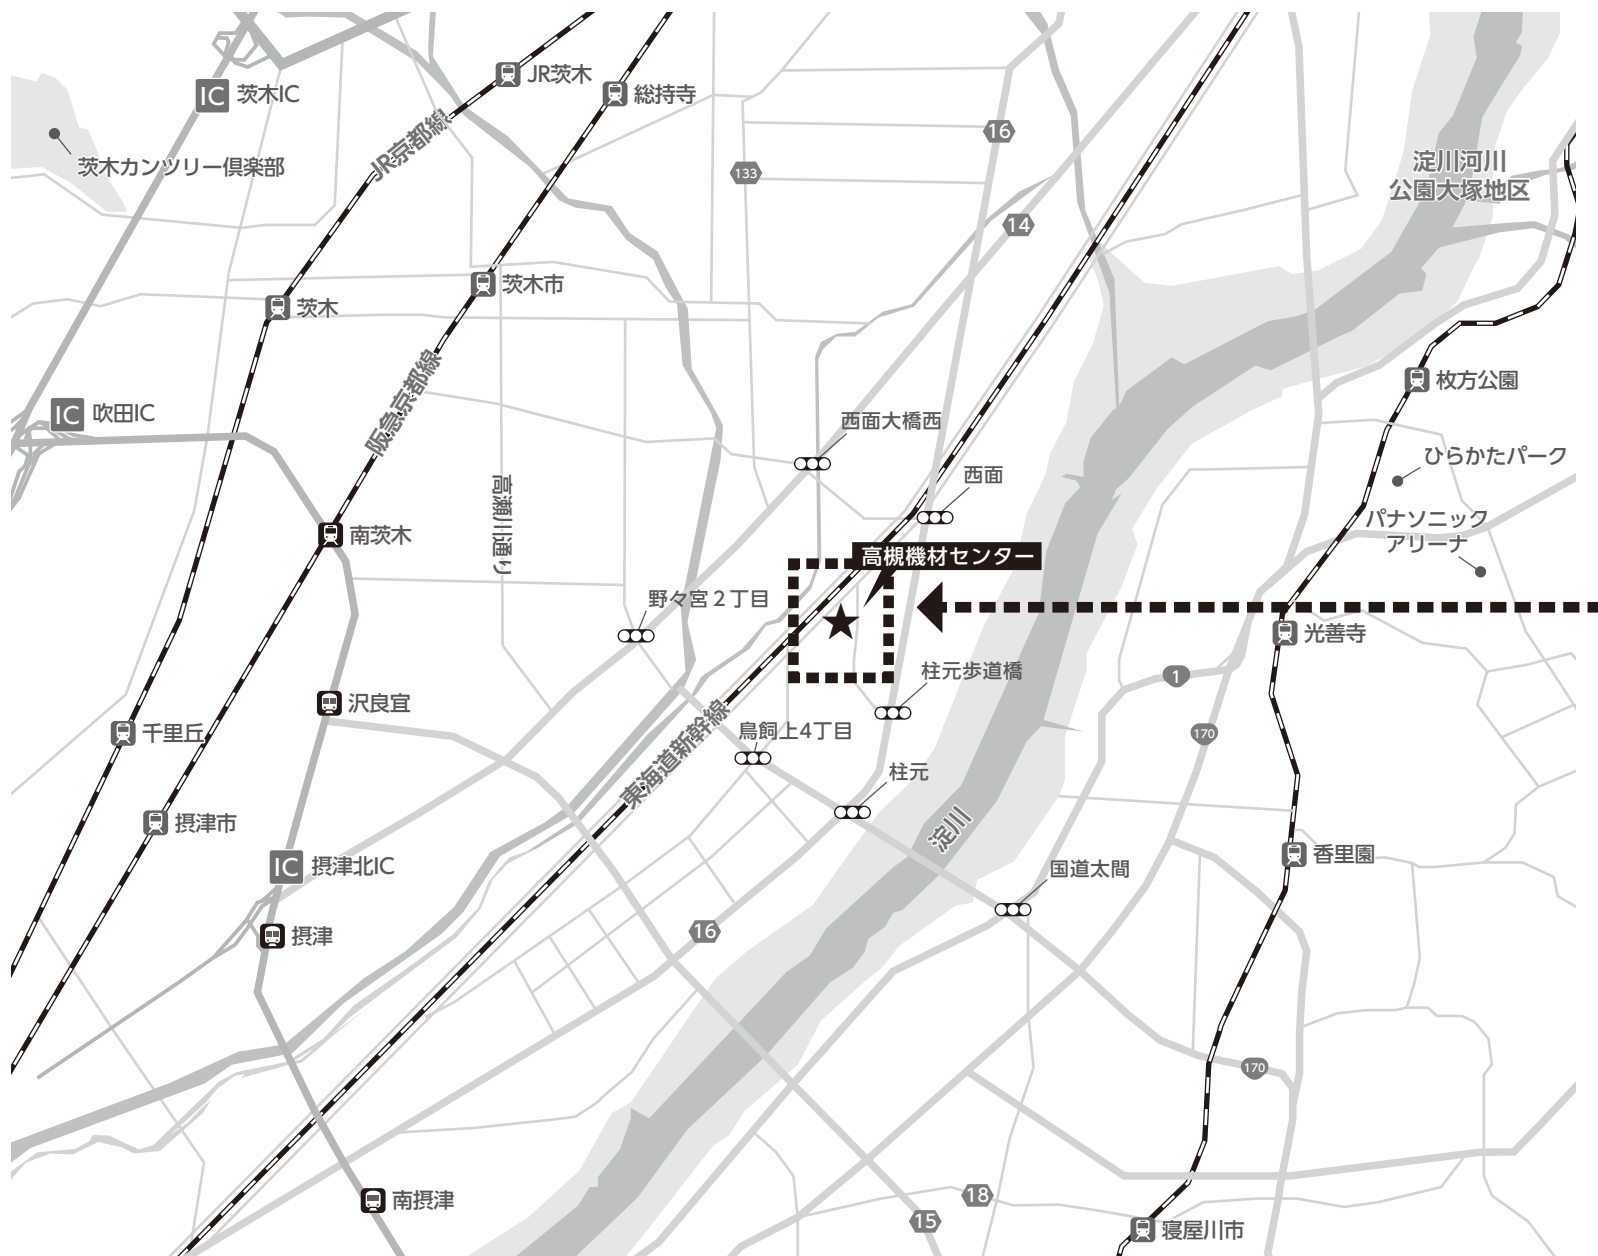 JR茨木
総持寺
IC 茨木IC
JR京都線
茨木カンツリー倶楽部
16
133
淀川河川
公園大塚地区
14
茨木市
茨木
阪急京都線
枚方公園
IC 吹田IC
西面大橋西
ひらかたパーク
西面
高瀬川通り
パナソニック
アリーナ
南茨木
高槻機材センター
野々宮２丁目
光善寺
柱元歩道橋
1
沢良宜
東海道新幹線
鳥飼上4丁目
170
千里丘
柱元
摂津市
淀川
香里園
IC 摂津北IC
国道太間
16
摂津
170
南摂津
18
15
寝屋川市